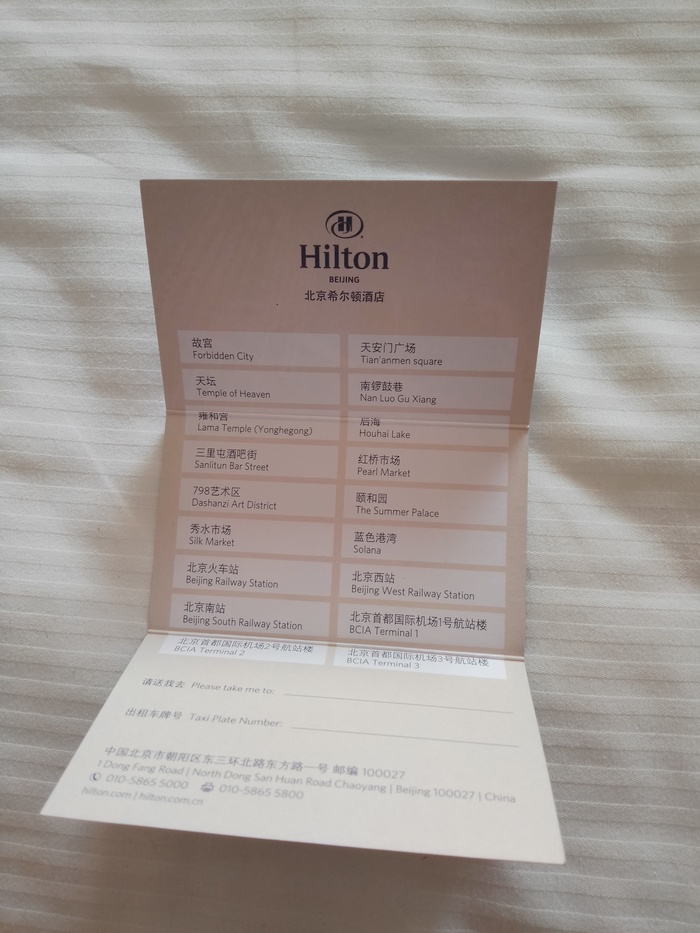 H
Hilton
BEIJING
北京希尔顿酒店
故宫
Forbidden City
天安门广场
Tian'anmen square
天坛
Temple of Heaven
南锣鼓巷
Nan Luo Gu Xiang
雍和宫
Lama Temple (Yonghegong)
后海
Houhai Lake
三里屯酒吧街
Sanlitun Bar Street
红桥市场
Pearl Market
798艺术区
Dashanzi Art District
颐和园
The Summer Palace
秀水市场
Silk Market
蓝色港湾
Solana
北京火车站
Beijing Railway Station
北京西站
Beijing West Railway Station
北京南站
Beijing South Railway Station
北京首都国际机场1号航站楼
BCIA Terminal 1
北京首都国际机场2号航站楼
BCIA Terminal 2
北京首都国际机场3号航站楼
BCIA Terminal 3
请送我去 Please take me to:
出租车牌号 Taxi Plate Number:
中国北京市朝阳区东三环北路东方路一号 邮编 100027
1 Dong Fang Road | North Dong San Huan Road Chaoyang | Beijing 100027 | China
010-5865 5000 010-5865 5800
hilton.com | hilton.com.cn